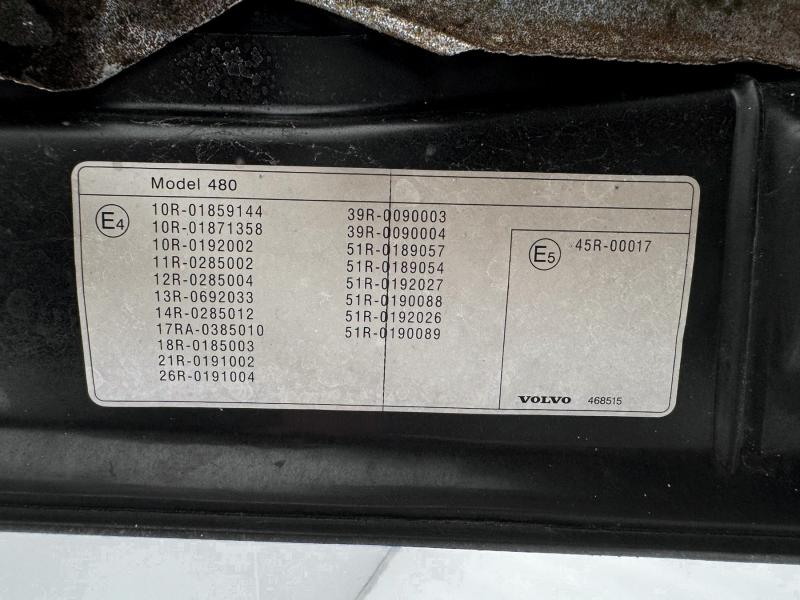 Model 480
E4
10R-01859144
10R-01871358
10R-0192002
11R-0285002
12R-0285004
13R-0692033
14R-0285012
17RA-0385010
18R-0185003
21R-0191002
26R-0191004
39R-0090003
39R-0090004
51R-0189057
51R-0189054
51R-0192027
51R-0190088
51R-0192026
51R-0190089
E5 45R-00017
VOLVO 468515